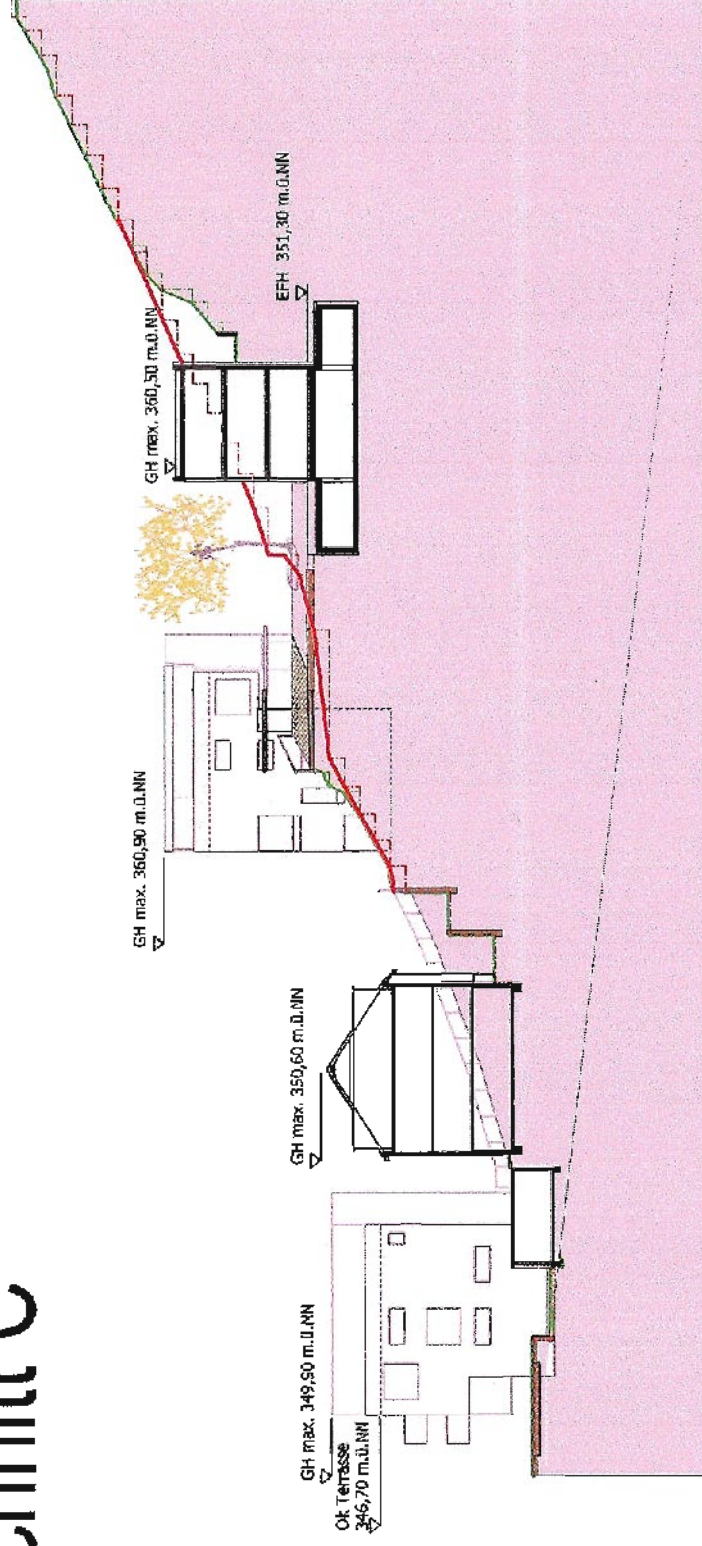 chnitt C
GH max. 349,90 m.ü.NN
Ok Terrasse
346,70 m.ü.NN
GH max. 350,60 m.ü.NN
GH max. 360,90 m.ü.NN
GH max. 360,50 m.ü.NN
EFH 351,30 m.ü.NN